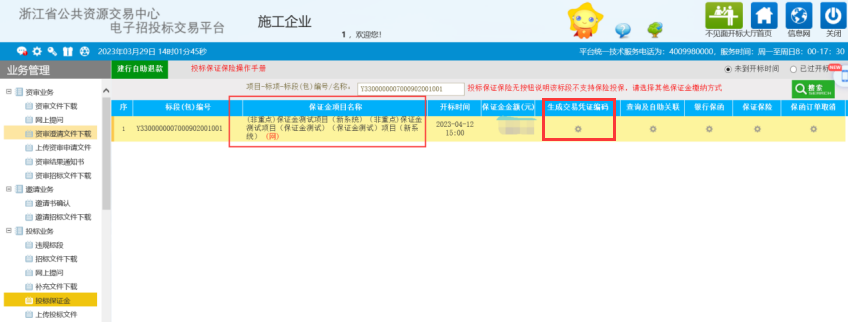 浙江省公共资源交易中心
电子招投标交易平台
施工企业
1 ，欢迎您!
不见面开标大厅首页 信息网 关闭
2023年03月29日 14时01分45秒
平台统一技术服务电话为：4009980000，服务时间：周一至周日8：00-17：30
业务管理
建行自助退款 投标保证保险操作手册
未到开标时间 已过开标
NEW
项目-标项-标段(包)编号/名称： Y3300000007000902001001 投标保证保险无按钮说明该标段不支持保险投保，请选择其他保证金缴纳方式
搜索
序 标段(包)编号 保证金项目名称 开标时间 保证金金额(元) 生成交易凭证编码 查询及自助关联 银行保函 保证保险 保函订单取消
1 Y3300000007000902001001 (非重点)保证金测试项目（新系统）（非重点)保证金测试项目（保证金测试）（保证金测试）项目（新系统）（网） 2023-04-12 15:00
资审业务
资审文件下载
网上提问
资审澄清文件下载
上传资审申请文件
资审结果通知书
资审招标文件下载
邀请业务
邀请书确认
邀请招标文件下载
投标业务
违规标段
招标文件下载
网上提问
补充文件下载
投标保证金
上传投标文件